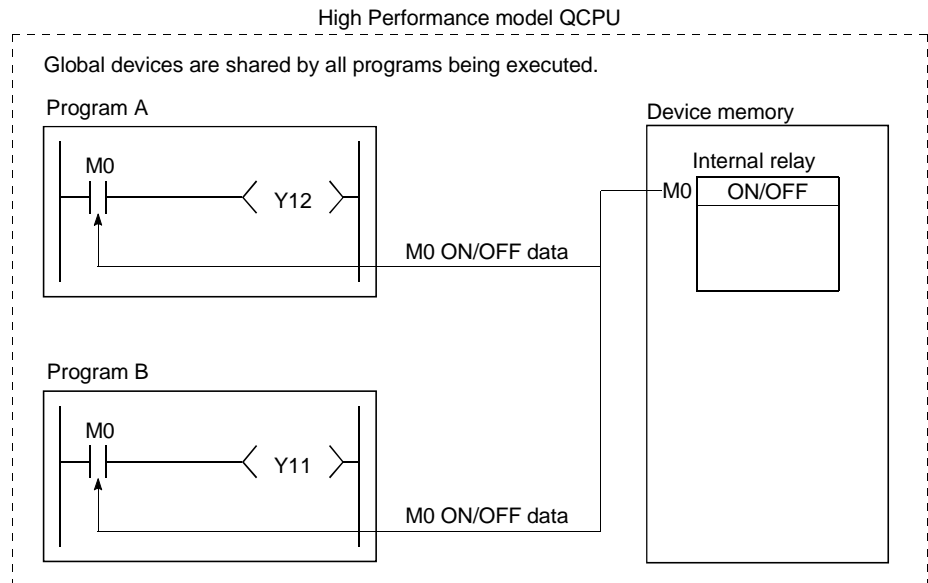 High Performance model QCPU
Global devices are shared by all programs being executed.
Program A
M0
Y12
M0 ON/OFF data
Device memory
Internal relay
M0
ON/OFF
Program B
M0
Y11
M0 ON/OFF data